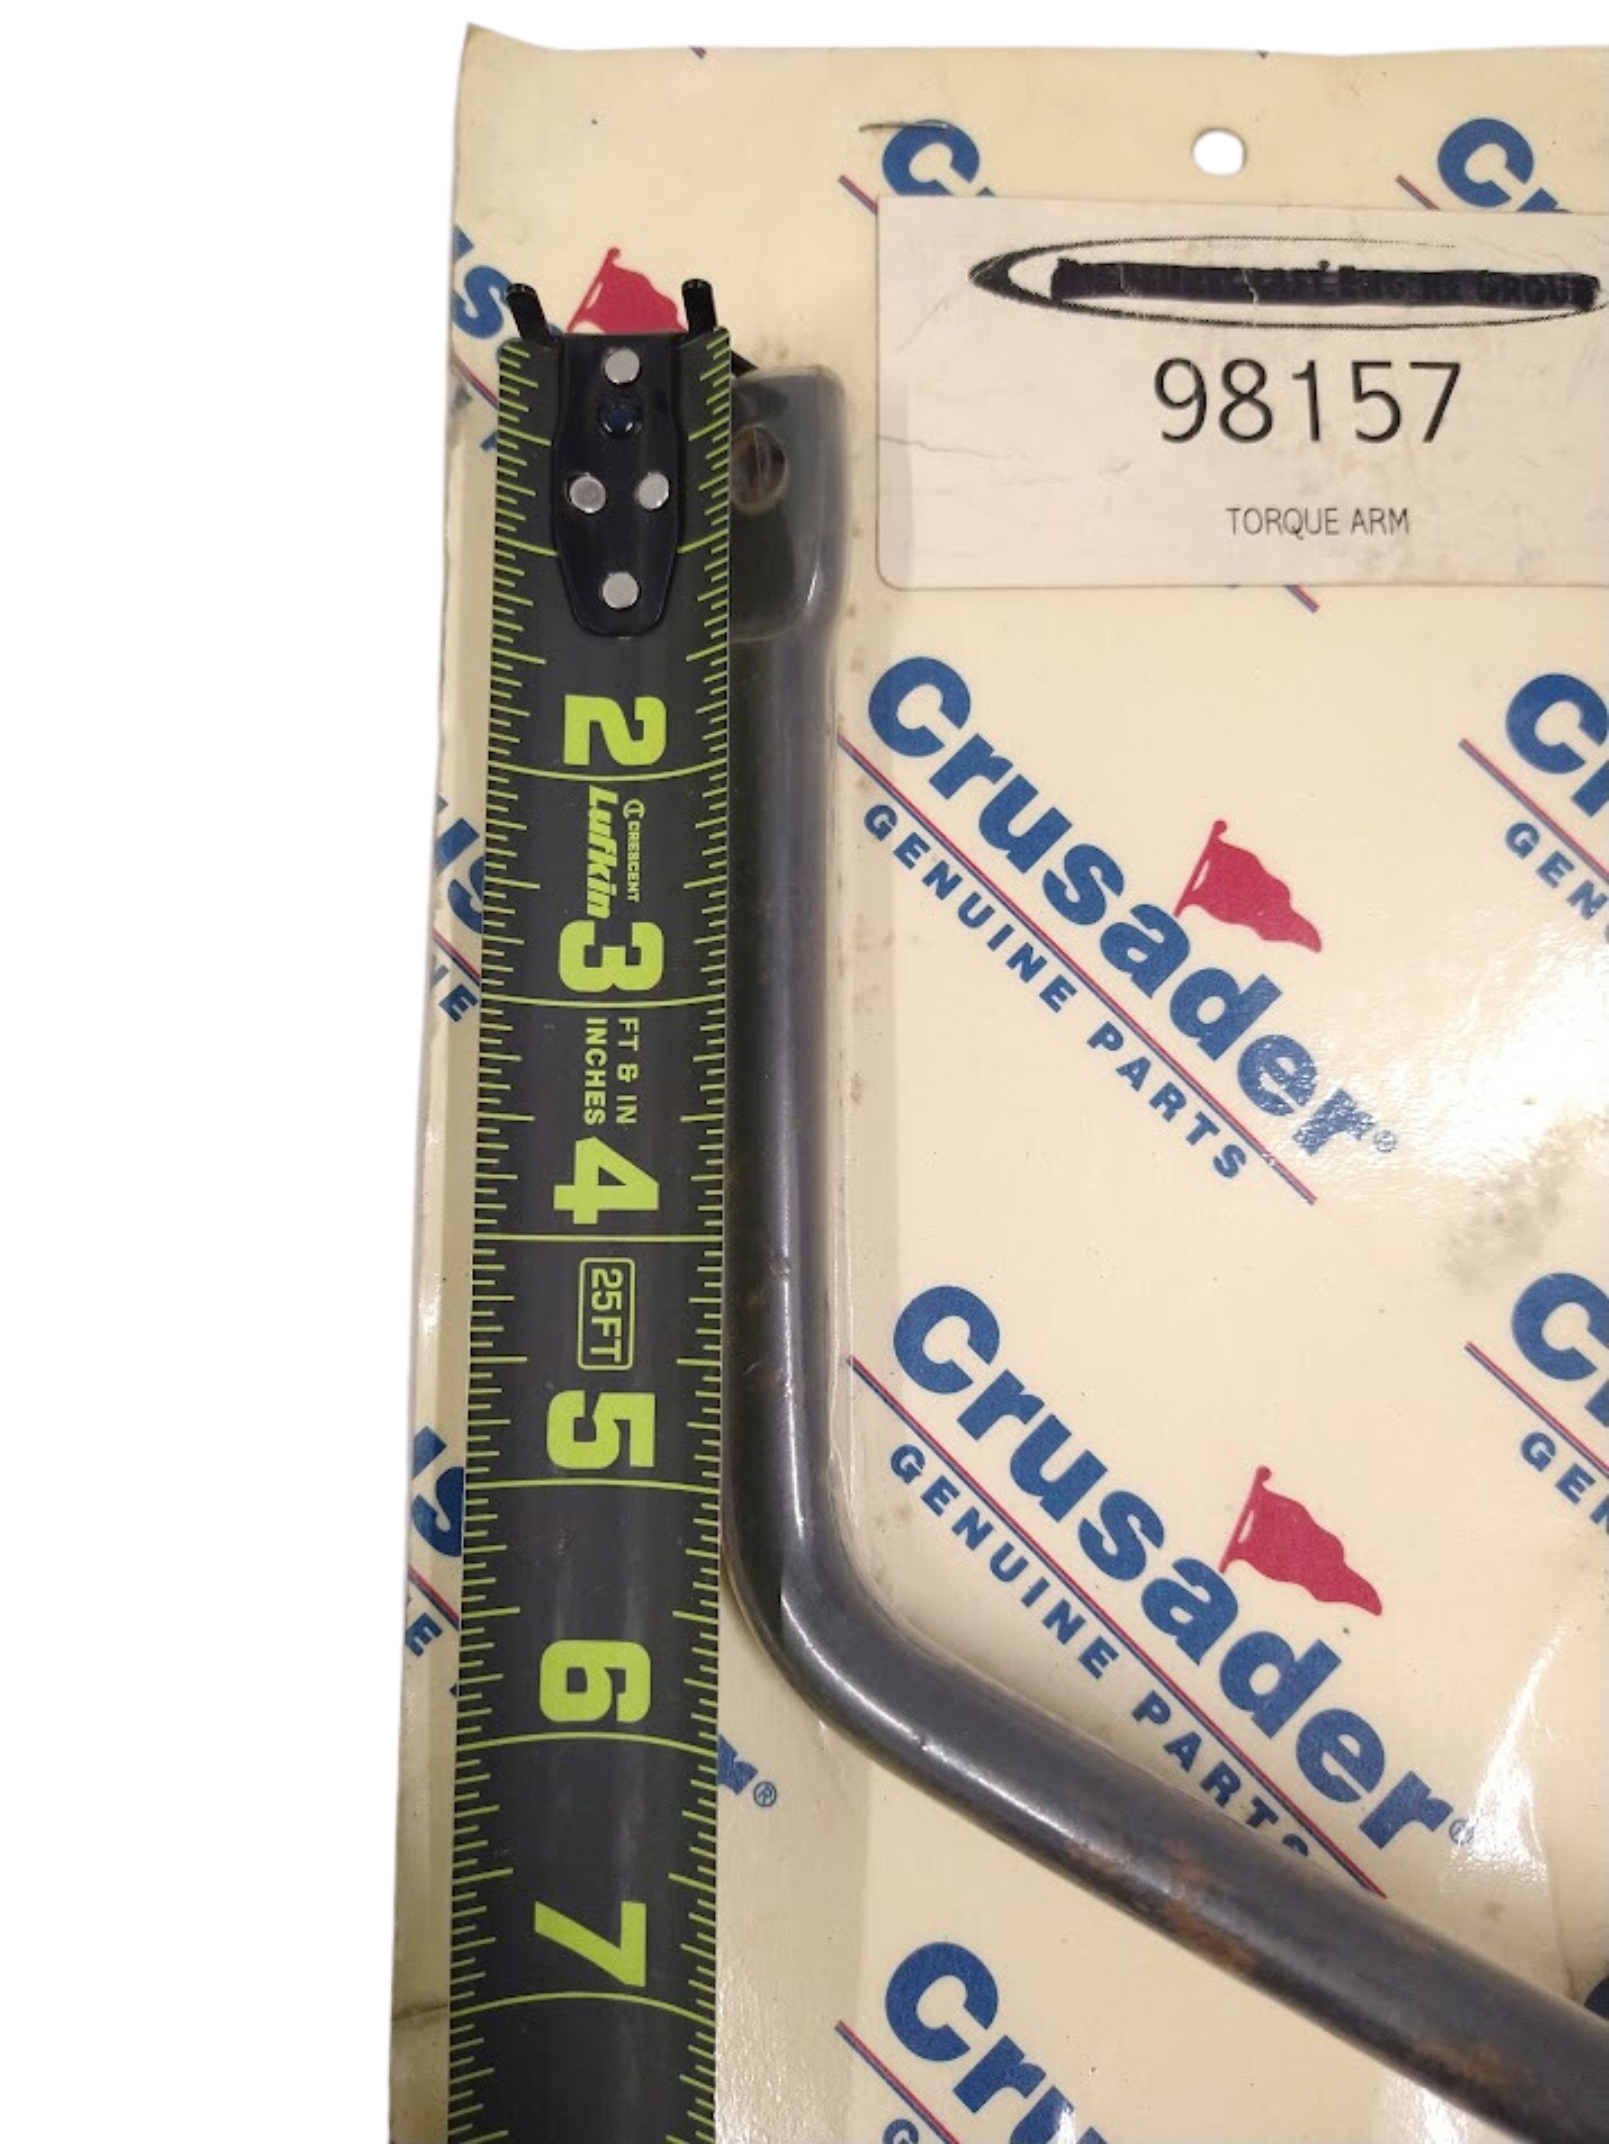 98157
TORQUE ARM
2
CRESCENT
Lufkin
3
FT & IN
INCHES
4
25FT
5
6
7
Crusader®
GENUINE PARTS
Crusader®
GENUINE PARTS